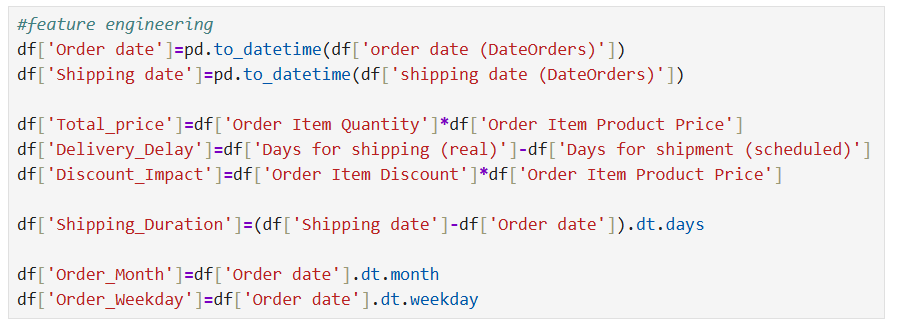 #feature engineering
df['Order date']=pd.to_datetime(df['order date (DateOrders)'])
df['Shipping date']=pd.to_datetime(df['shipping date (DateOrders)'])
df['Total_price']=df['Order Item Quantity']*df['Order Item Product Price']
df['Delivery_Delay']=df['Days for shipping (real)']-df['Days for shipment (scheduled)']
df['Discount_Impact']=df['Order Item Discount']*df['Order Item Product Price']
df['Shipping_Duration']=(df['Shipping date']-df['Order date']).dt.days
df['Order_Month']=df['Order date'].dt.month
df['Order_Weekday']=df['Order date'].dt.weekday